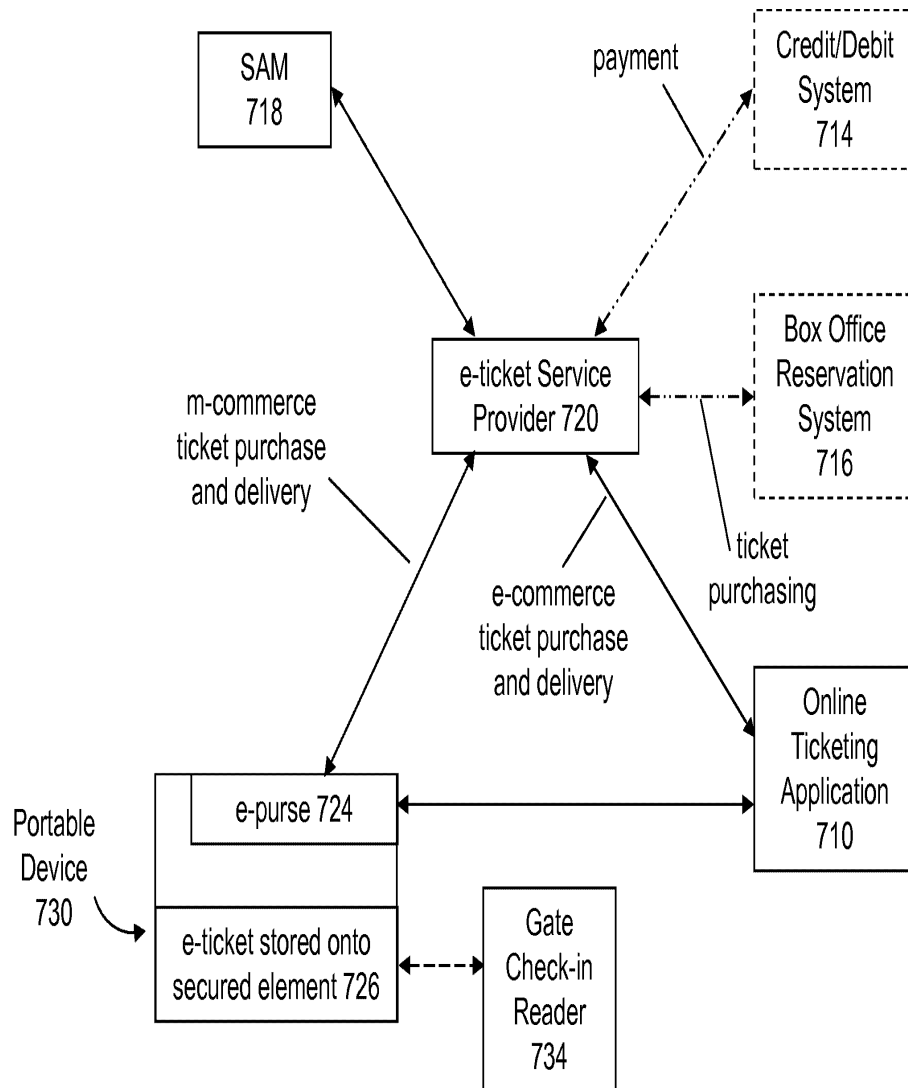 SAM
718
payment
Credit/Debit
System
714
e-ticket Service
Provider 720
Box Office
Reservation
System
716
m-commerce
ticket purchase
and delivery
e-commerce
ticket purchase
and delivery
ticket
purchasing
Online
Ticketing
Application
710
e-purse 724
Portable
Device
730
e-ticket stored onto
secured element 726
Gate
Check-in
Reader
734